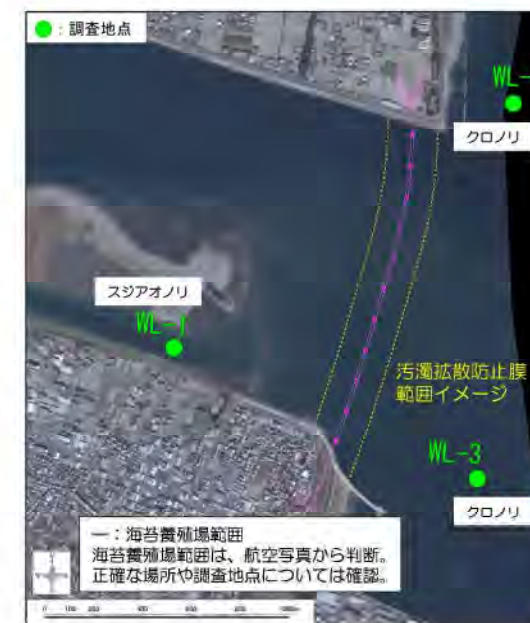 ：調査地点
WL-
クロノリ
スジアオノリ
WL-1
汚濁拡散防止膜
範囲イメージ
WL-3
クロノリ
ー：海苔養殖場範囲
海苔養殖場範囲は、航空写真から判断。
正確な場所や調査地点については確認。